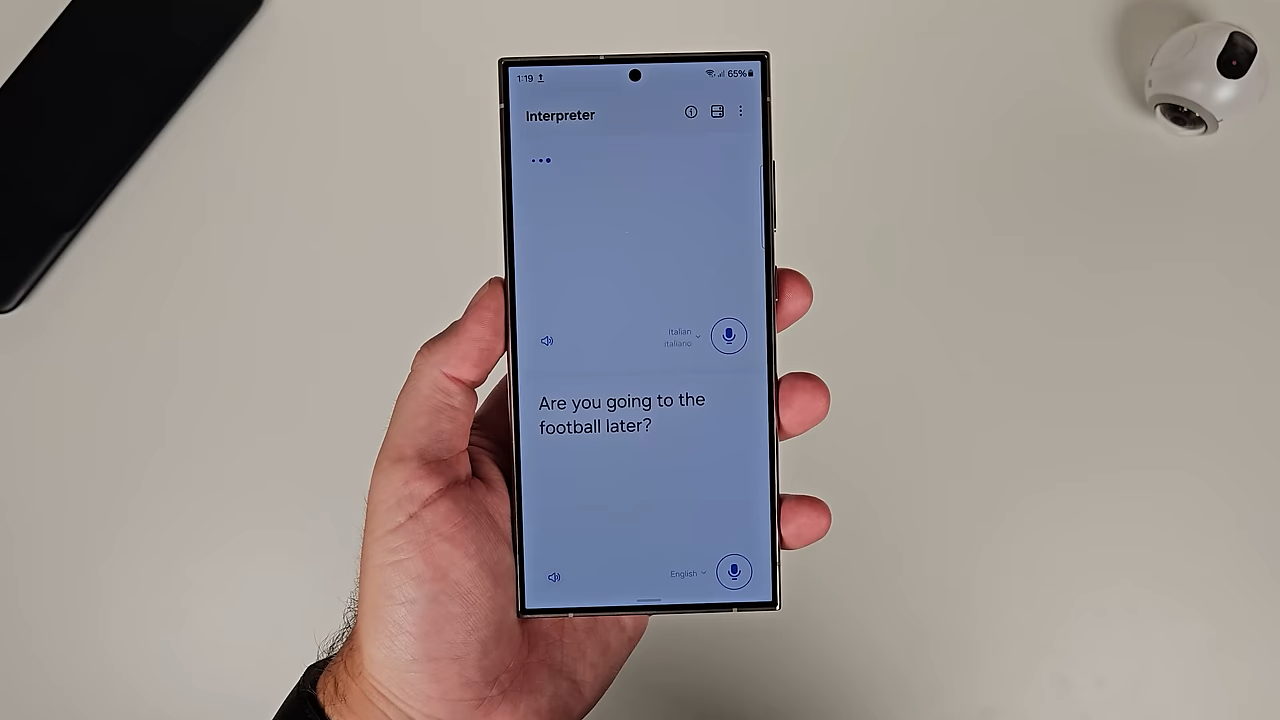 1:19
65%
Interpreter
Italian
italiano
Are you going to the
football later?
English